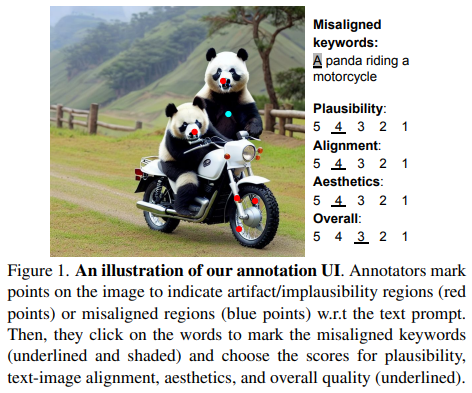 Misaligned
keywords:
A panda riding a
motorcycle
Plausibility:
5 4 3 2 1
Alignment:
5 4 3 2 1
Aesthetics:
5 4 3 2 1
Overall:
5 4 3 2 1
Figure 1. An illustration of our annotation UI. Annotators mark
points on the image to indicate artifact/implausibility regions (red
points) or misaligned regions (blue points) w.r.t the text prompt.
Then, they click on the words to mark the misaligned keywords
(underlined and shaded) and choose the scores for plausibility,
text-image alignment, aesthetics, and overall quality (underlined).